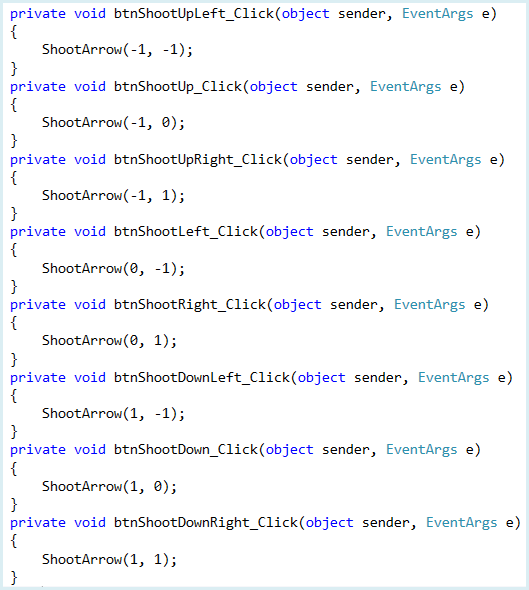 private void btnShootUpLeft_Click(object sender, EventArgs e)
{
    ShootArrow(-1, -1);
}
private void btnShootUp_Click(object sender, EventArgs e)
{
    ShootArrow(-1, 0);
}
private void btnShootUpRight_Click(object sender, EventArgs e)
{
    ShootArrow(-1, 1);
}
private void btnShootLeft_Click(object sender, EventArgs e)
{
    ShootArrow(0, -1);
}
private void btnShootRight_Click(object sender, EventArgs e)
{
    ShootArrow(0, 1);
}
private void btnShootDownLeft_Click(object sender, EventArgs e)
{
    ShootArrow(1, -1);
}
private void btnShootDown_Click(object sender, EventArgs e)
{
    ShootArrow(1, 0);
}
private void btnShootDownRight_Click(object sender, EventArgs e)
{
    ShootArrow(1, 1);
}